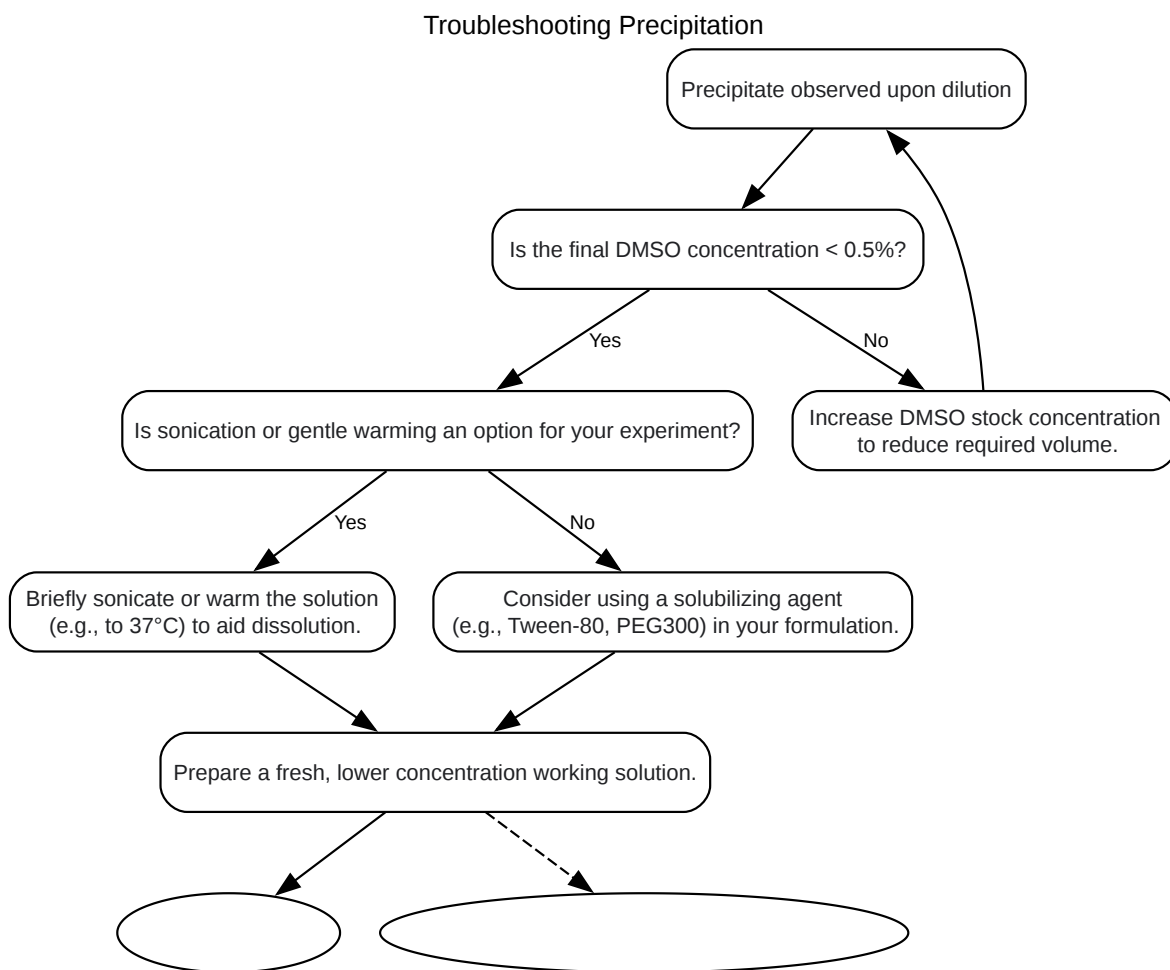 Troubleshooting Precipitation
Precipitate observed upon dilution
Is the final DMSO concentration < 0.5%?
Yes
No
Is sonication or gentle warming an option for your experiment?
Increase DMSO stock concentration
to reduce required volume.
Yes
No
Briefly sonicate or warm the solution
(e.g., to 37°C) to aid dissolution.
Consider using a solubilizing agent
(e.g., Tween-80, PEG300) in your formulation.
Prepare a fresh, lower concentration working solution.